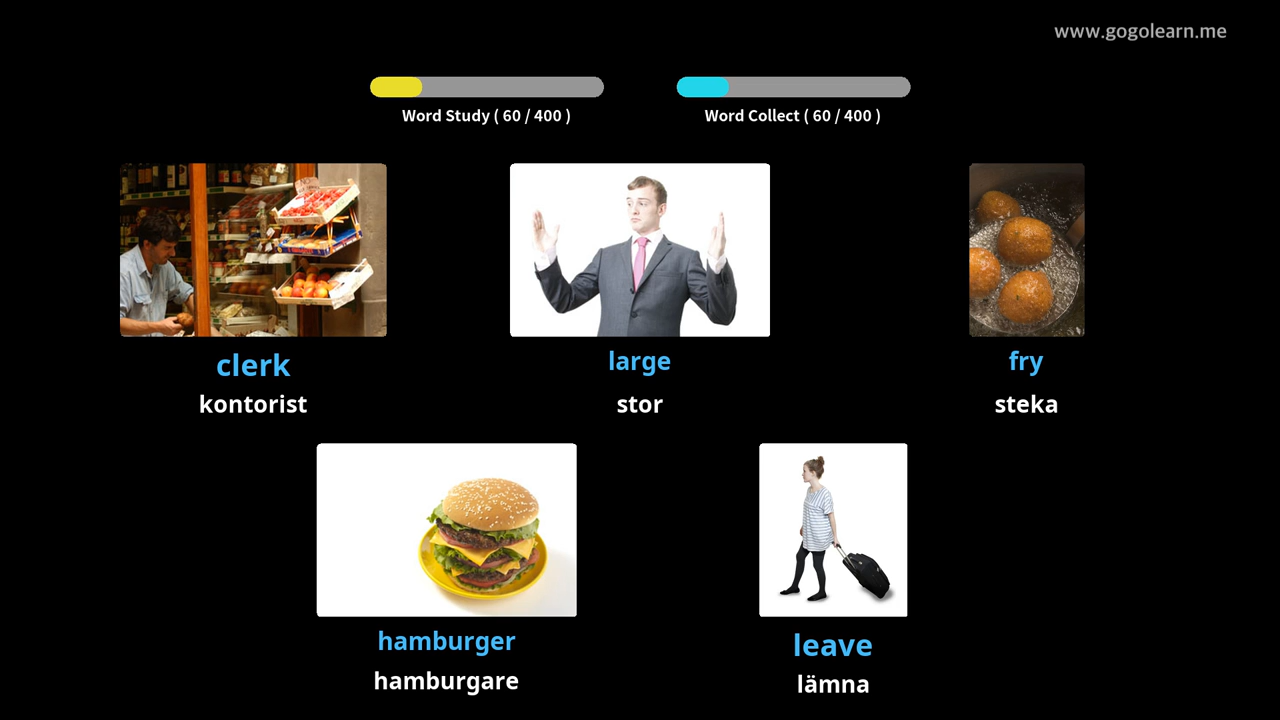 www.gogolearn.me
Word Study ( 60 / 400 )
Word Collect ( 60 / 400 )
clerk
kontorist
large
stor
fry
steka
hamburger
hamburgare
leave
lämna